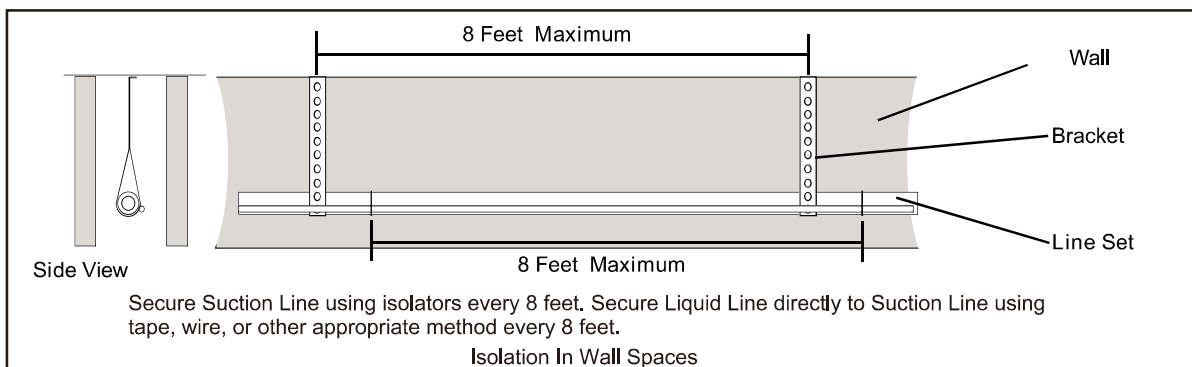 8 Feet Maximum
Wall
Bracket
Line Set
8 Feet Maximum
Side View
Secure Suction Line using isolators every 8 feet. Secure Liquid Line directly to Suction Line using
tape, wire, or other appropriate method every 8 feet.
Isolation In Wall Spaces